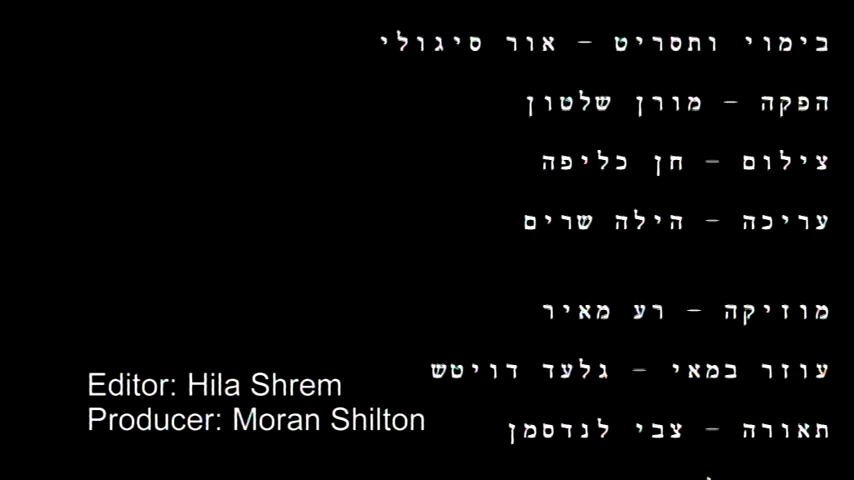 בימוי ותסריט – אור סיגולי
הפקה – מורן שלטון
צילום – חן כליפה
עריכה – הילה שרים
מוזיקה – רע מאיר
עוזר במאי – גלעד דויטש
תאורה – צבי לנדסמן
Editor: Hila Shrem
Producer: Moran Shilton